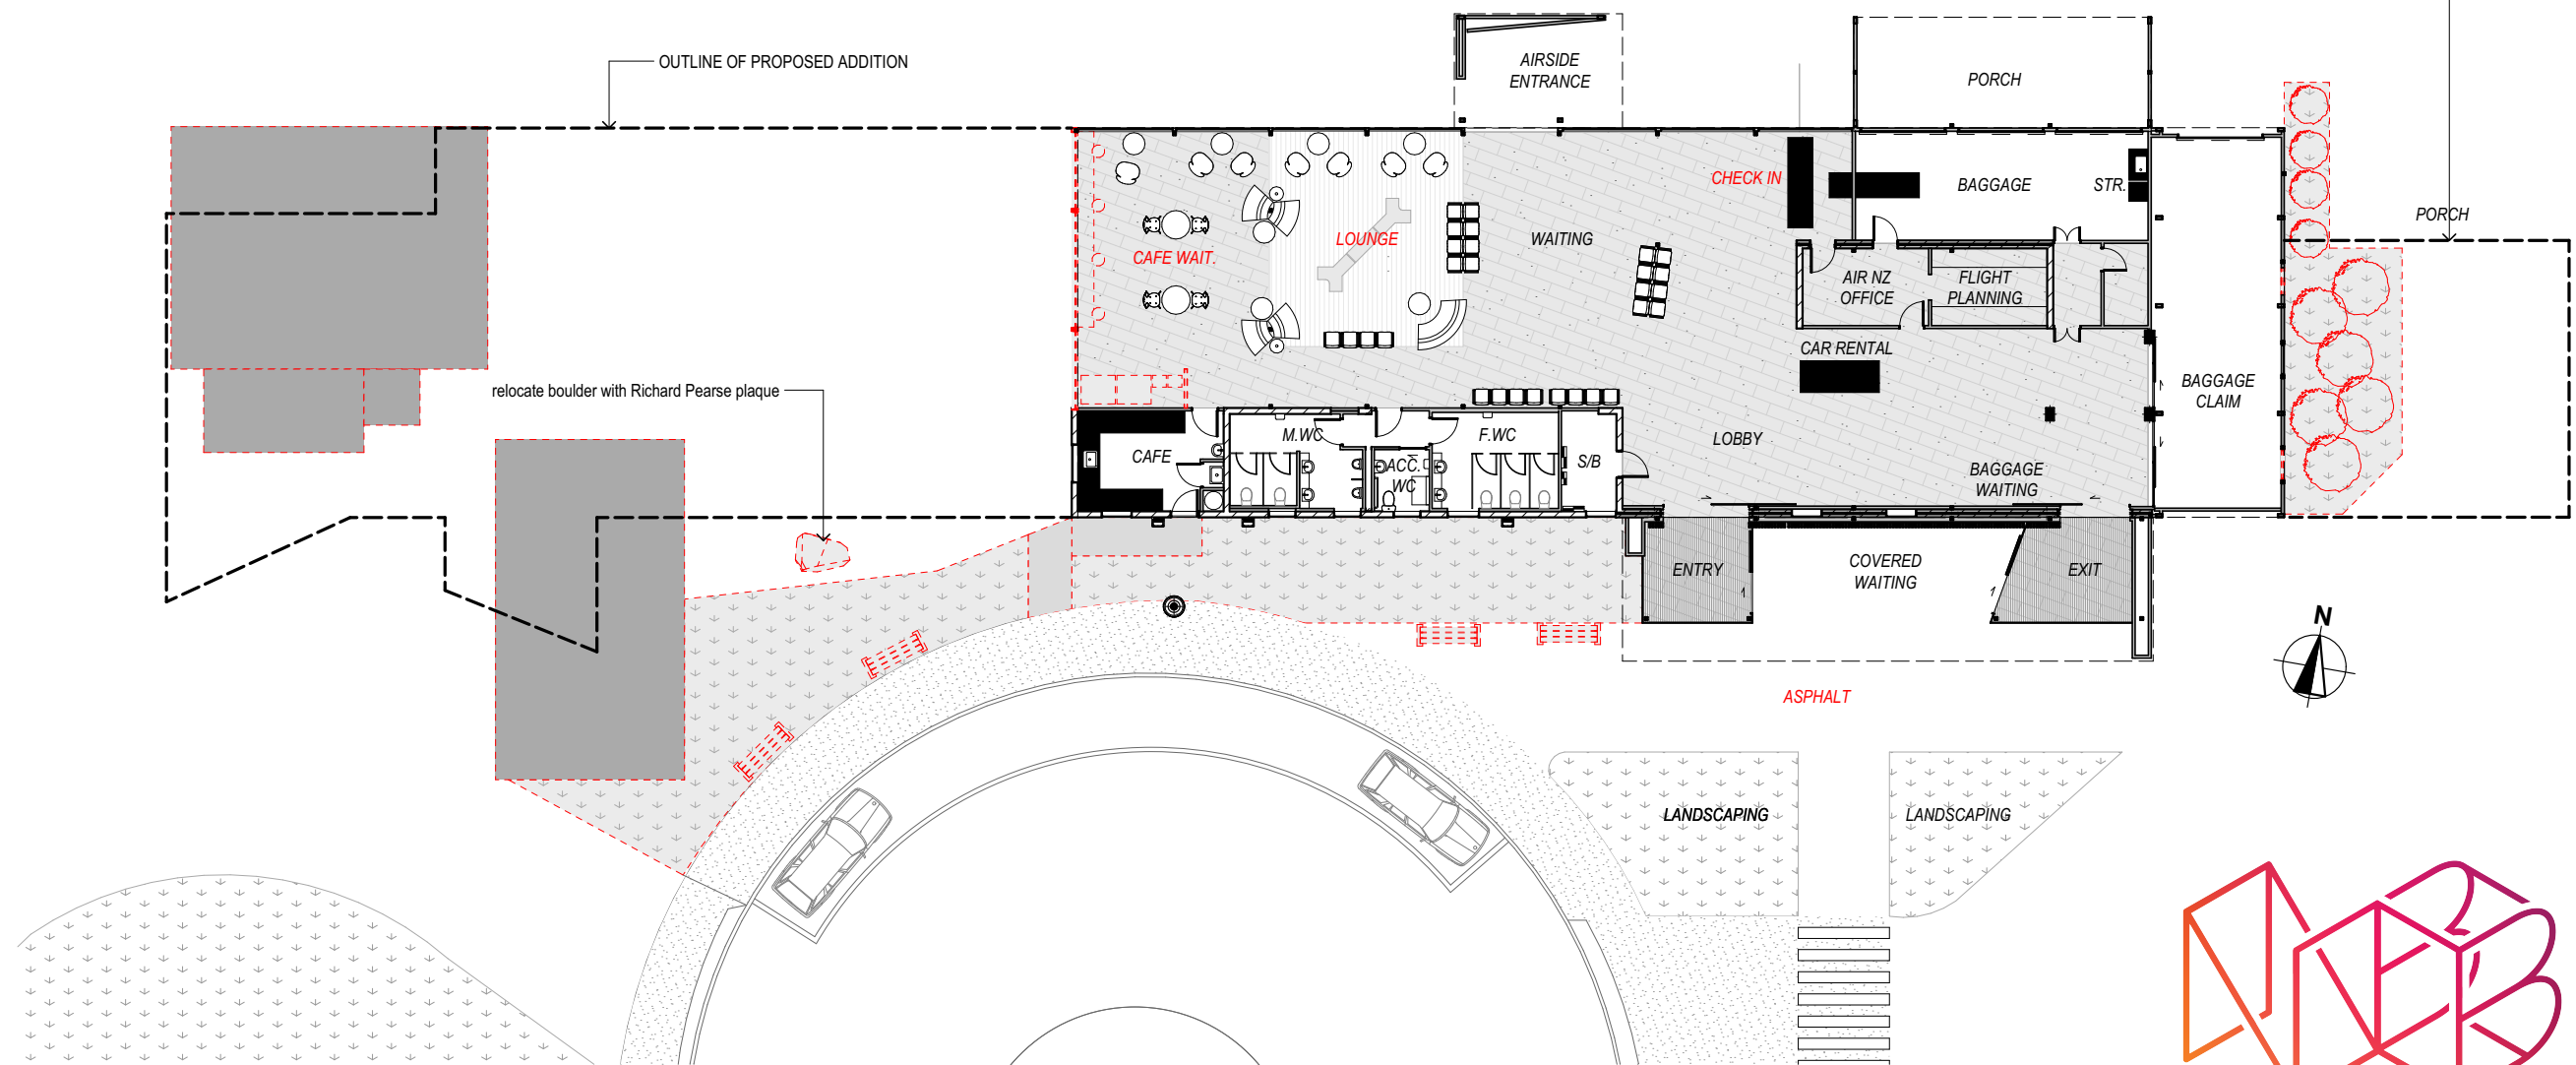 OUTLINE OF PROPOSED ADDITION
AIRSIDE
ENTRANCE
PORCH
CHECK IN
BAGGAGE
STR.
PORCH
CAFE WAIT.
LOUNGE
WAITING
AIR NZ
OFFICE
FLIGHT
PLANNING
CAR RENTAL
relocate boulder with Richard Pearse plaque
BAGGAGE
CLAIM
CAFE
M.WC
ACC.
WC
F.WC
S/B
LOBBY
BAGGAGE
WAITING
ENTRY
COVERED
WAITING
EXIT
N
ASPHALT
LANDSCAPING
LANDSCAPING